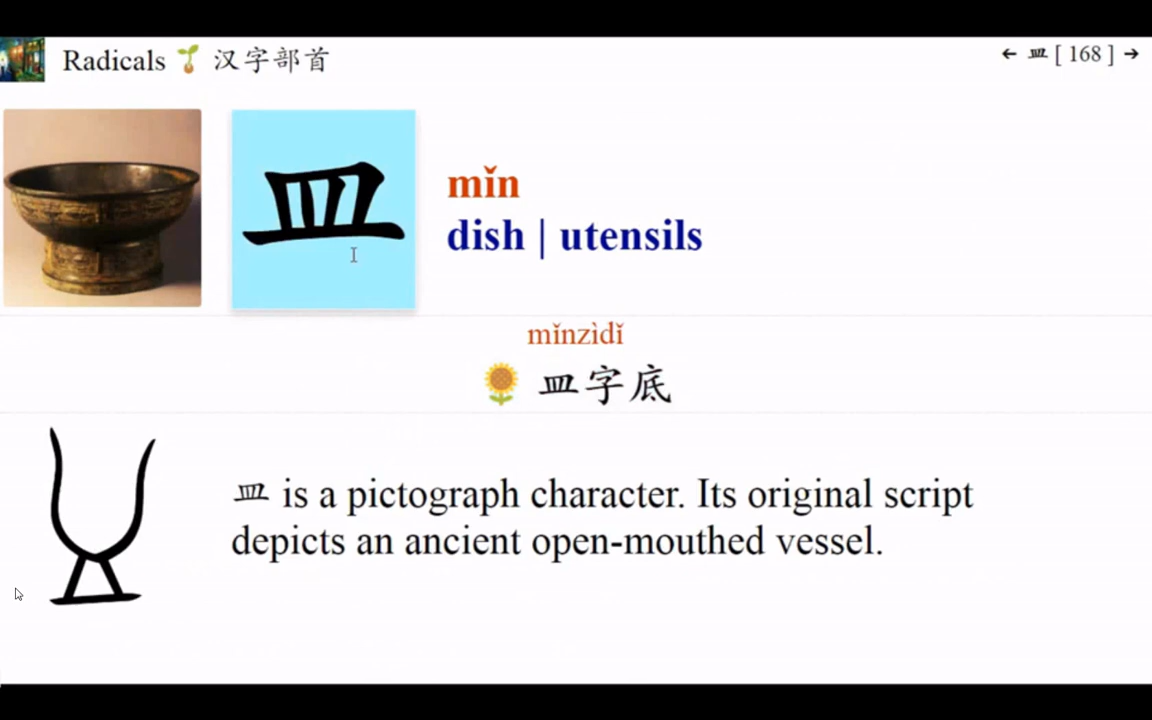 Radicals 🌱 汉字部首
← 皿 [ 168 ] →
皿
mǐn
dish | utensils
mǐnzìdǐ
🌻 皿字底
皿 is a pictograph character. Its original script
depicts an ancient open-mouthed vessel.